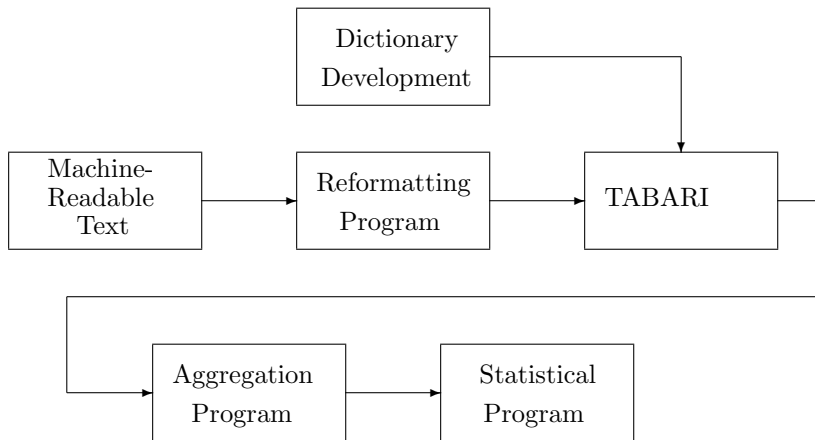 Dictionary
Development
Machine-
Readable
Text
Reformatting
Program
TABARI
Aggregation
Program
Statistical
Program